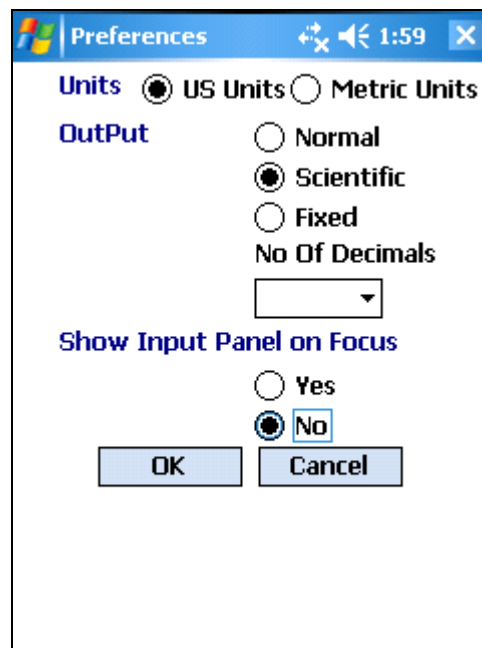 Preferences 1:59
Units US Units Metric Units
OutPut Normal
Scientific
Fixed
No Of Decimals
Show Input Panel on Focus
Yes
No
OK Cancel